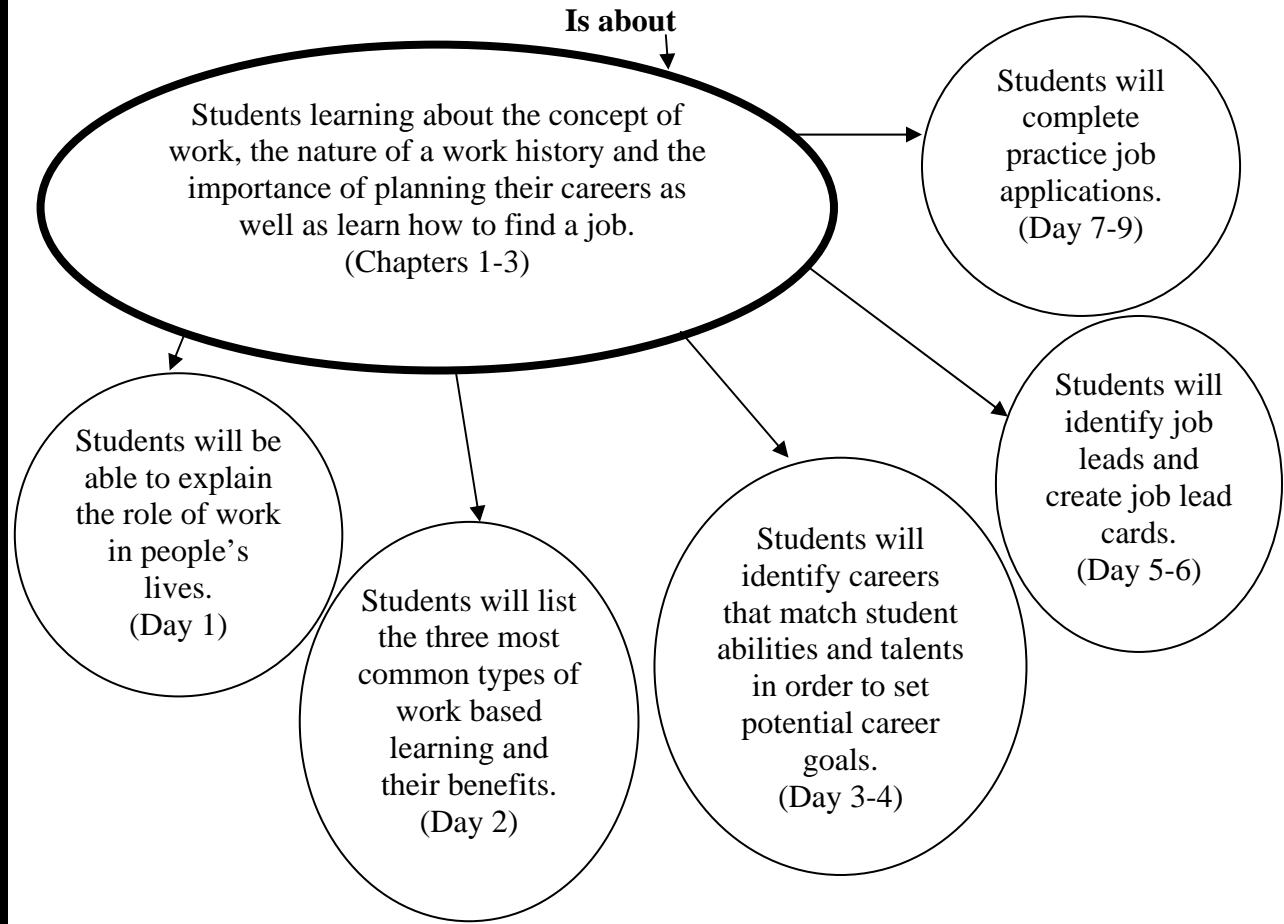 Is about
Students learning about the concept of
work, the nature of a work history and the
importance of planning their careers as
well as learn how to find a job.
(Chapters 1-3)
Students will be
able to explain
the role of work
in people’s
lives.
(Day 1)
Students will list
the three most
common types of
work based
learning and
their benefits.
(Day 2)
Students will
identify careers
that match student
abilities and talents
in order to set
potential career
goals.
(Day 3-4)
Students will
identify job
leads and
create job lead
cards.
(Day 5-6)
Students will
complete
practice job
applications.
(Day 7-9)